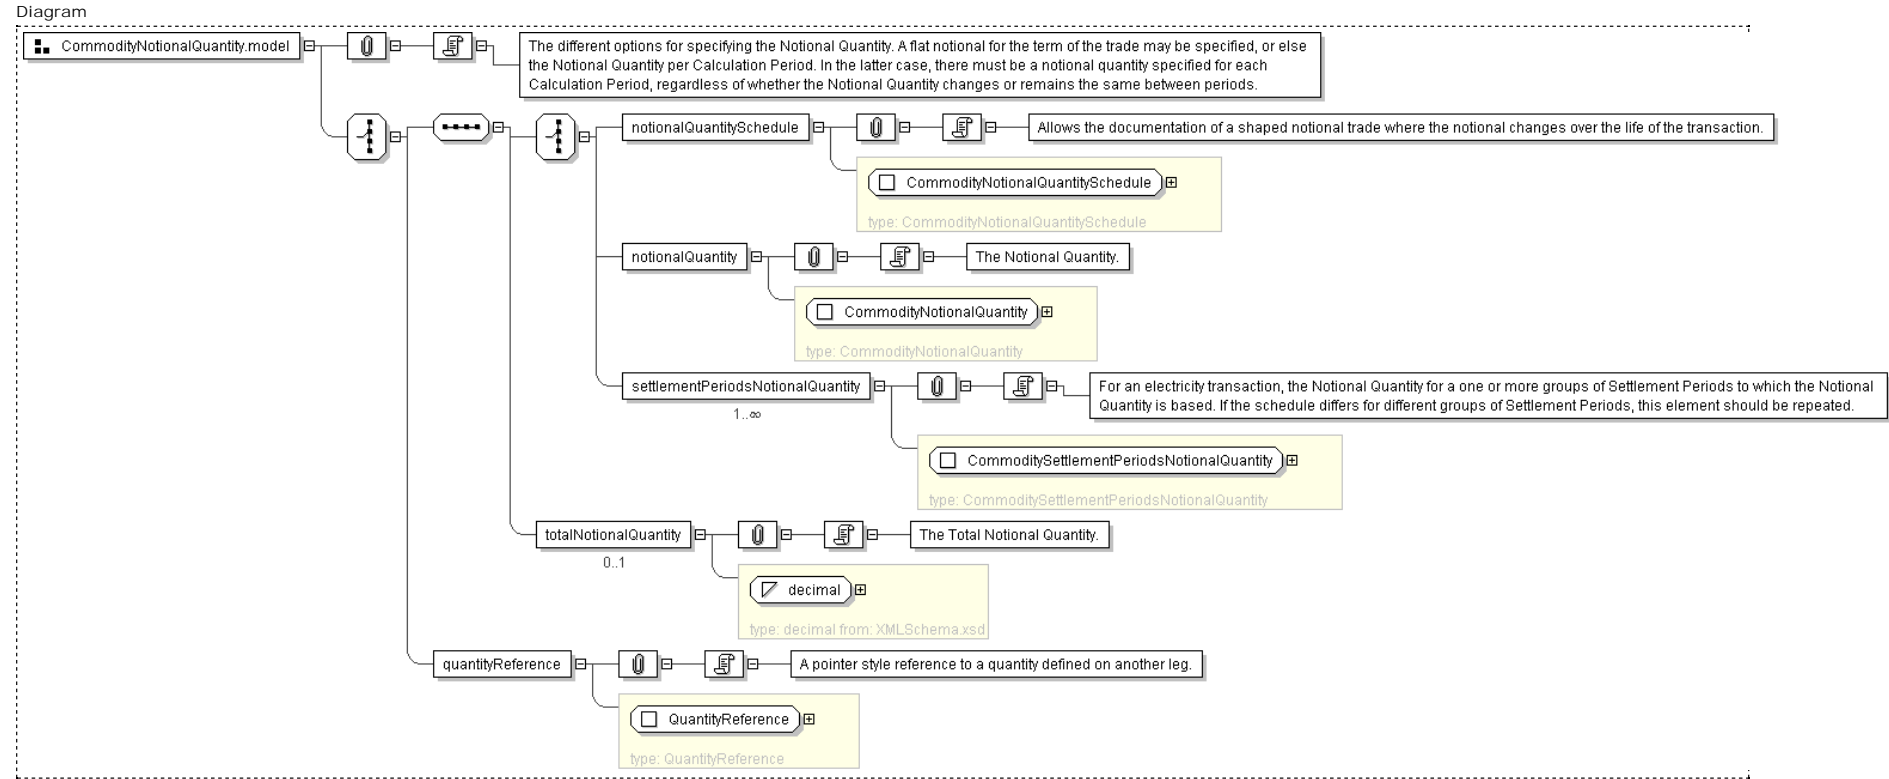 Diagram
CommodityNotionalQuantity.model
The different options for specifying the Notional Quantity. A flat notional for the term of the trade may be specified, or else
the Notional Quantity per Calculation Period. In the latter case, there must be a notional quantity specified for each
Calculation Period, regardless of whether the Notional Quantity changes or remains the same between periods.
notionalQuantitySchedule
Allows the documentation of a shaped notional trade where the notional changes over the life of the transaction.
CommodityNotionalQuantitySchedule
type: CommodityNotionalQuantitySchedule
notionalQuantity
The Notional Quantity.
CommodityNotionalQuantity
type: CommodityNotionalQuantity
settlementPeriodsNotionalQuantity
1..∞
For an electricity transaction, the Notional Quantity for a one or more groups of Settlement Periods to which the Notional
Quantity is based. If the schedule differs for different groups of Settlement Periods, this element should be repeated.
CommoditySettlementPeriodsNotionalQuantity
type: CommoditySettlementPeriodsNotionalQuantity
totalNotionalQuantity
0..1
The Total Notional Quantity.
decimal
type: decimal from: XMLSchema.xsd
quantityReference
A pointer style reference to a quantity defined on another leg.
QuantityReference
type: QuantityReference